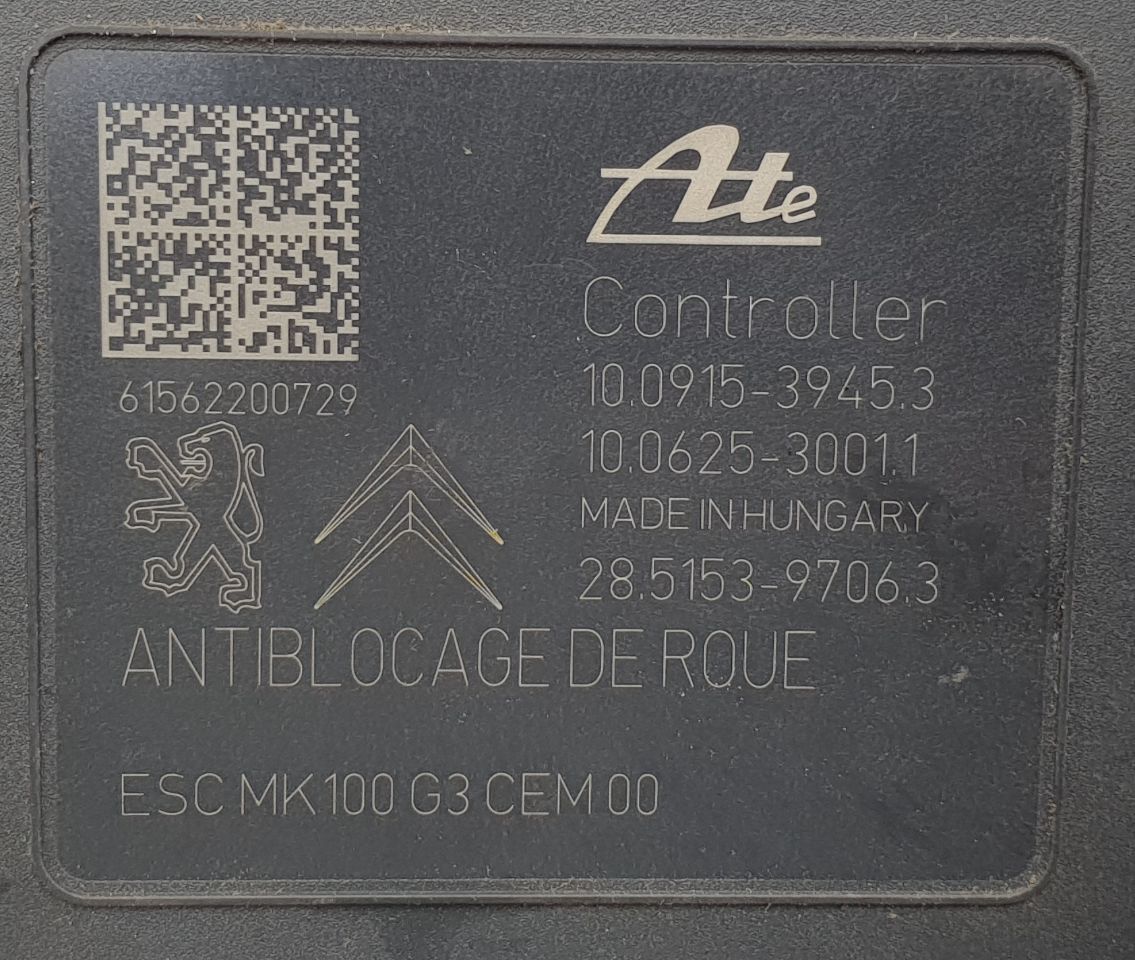 Ate
Controller
10.0915-3945.3
10.0625-3001.1
MADE IN HUNGARY
28.5153-9706.3
61562200729
ANTIBLOCAGE DE ROUE
ESC MK100 G3 CEM 00